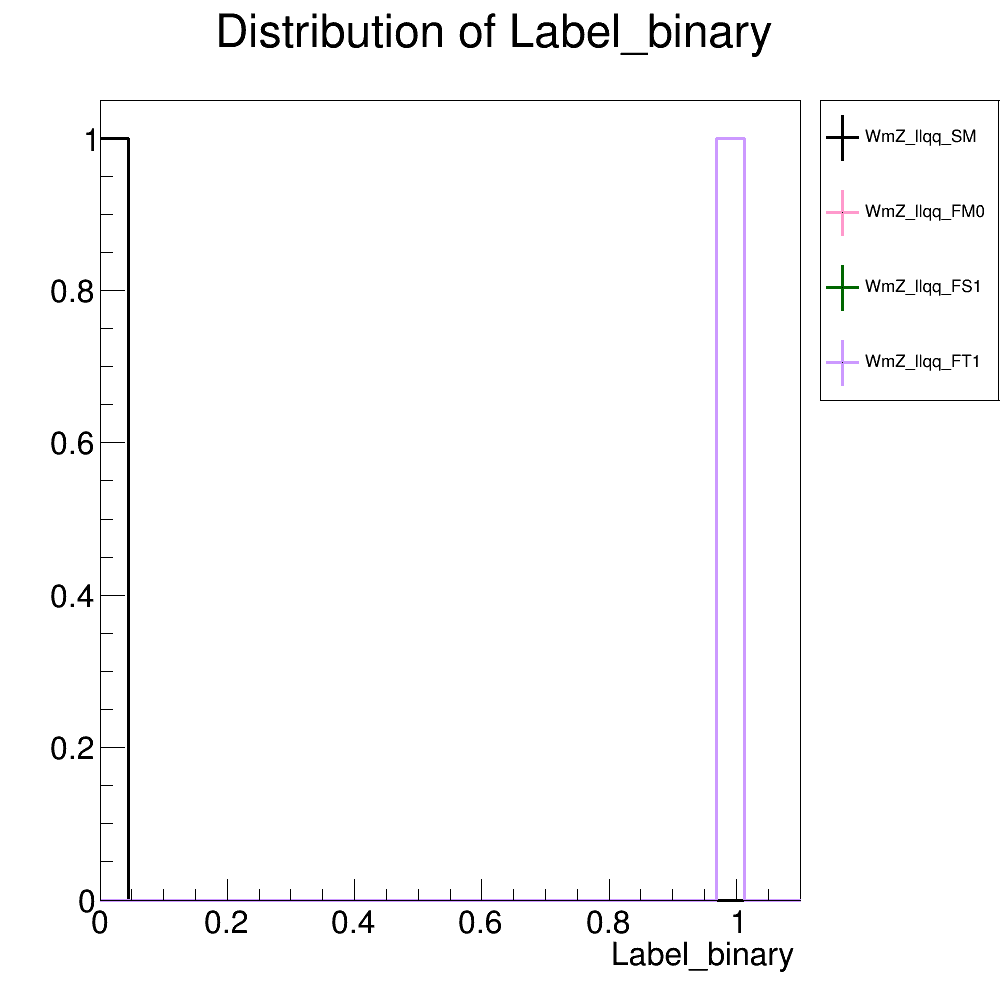 Distribution of Label_binary
1
0.8
0.6
0.4
0.2
0
0 0.2 0.4 0.6 0.8 1
Label_binary
WmZ_llqq_SM
WmZ_llqq_FM0
WmZ_llqq_FS1
WmZ_llqq_FT1